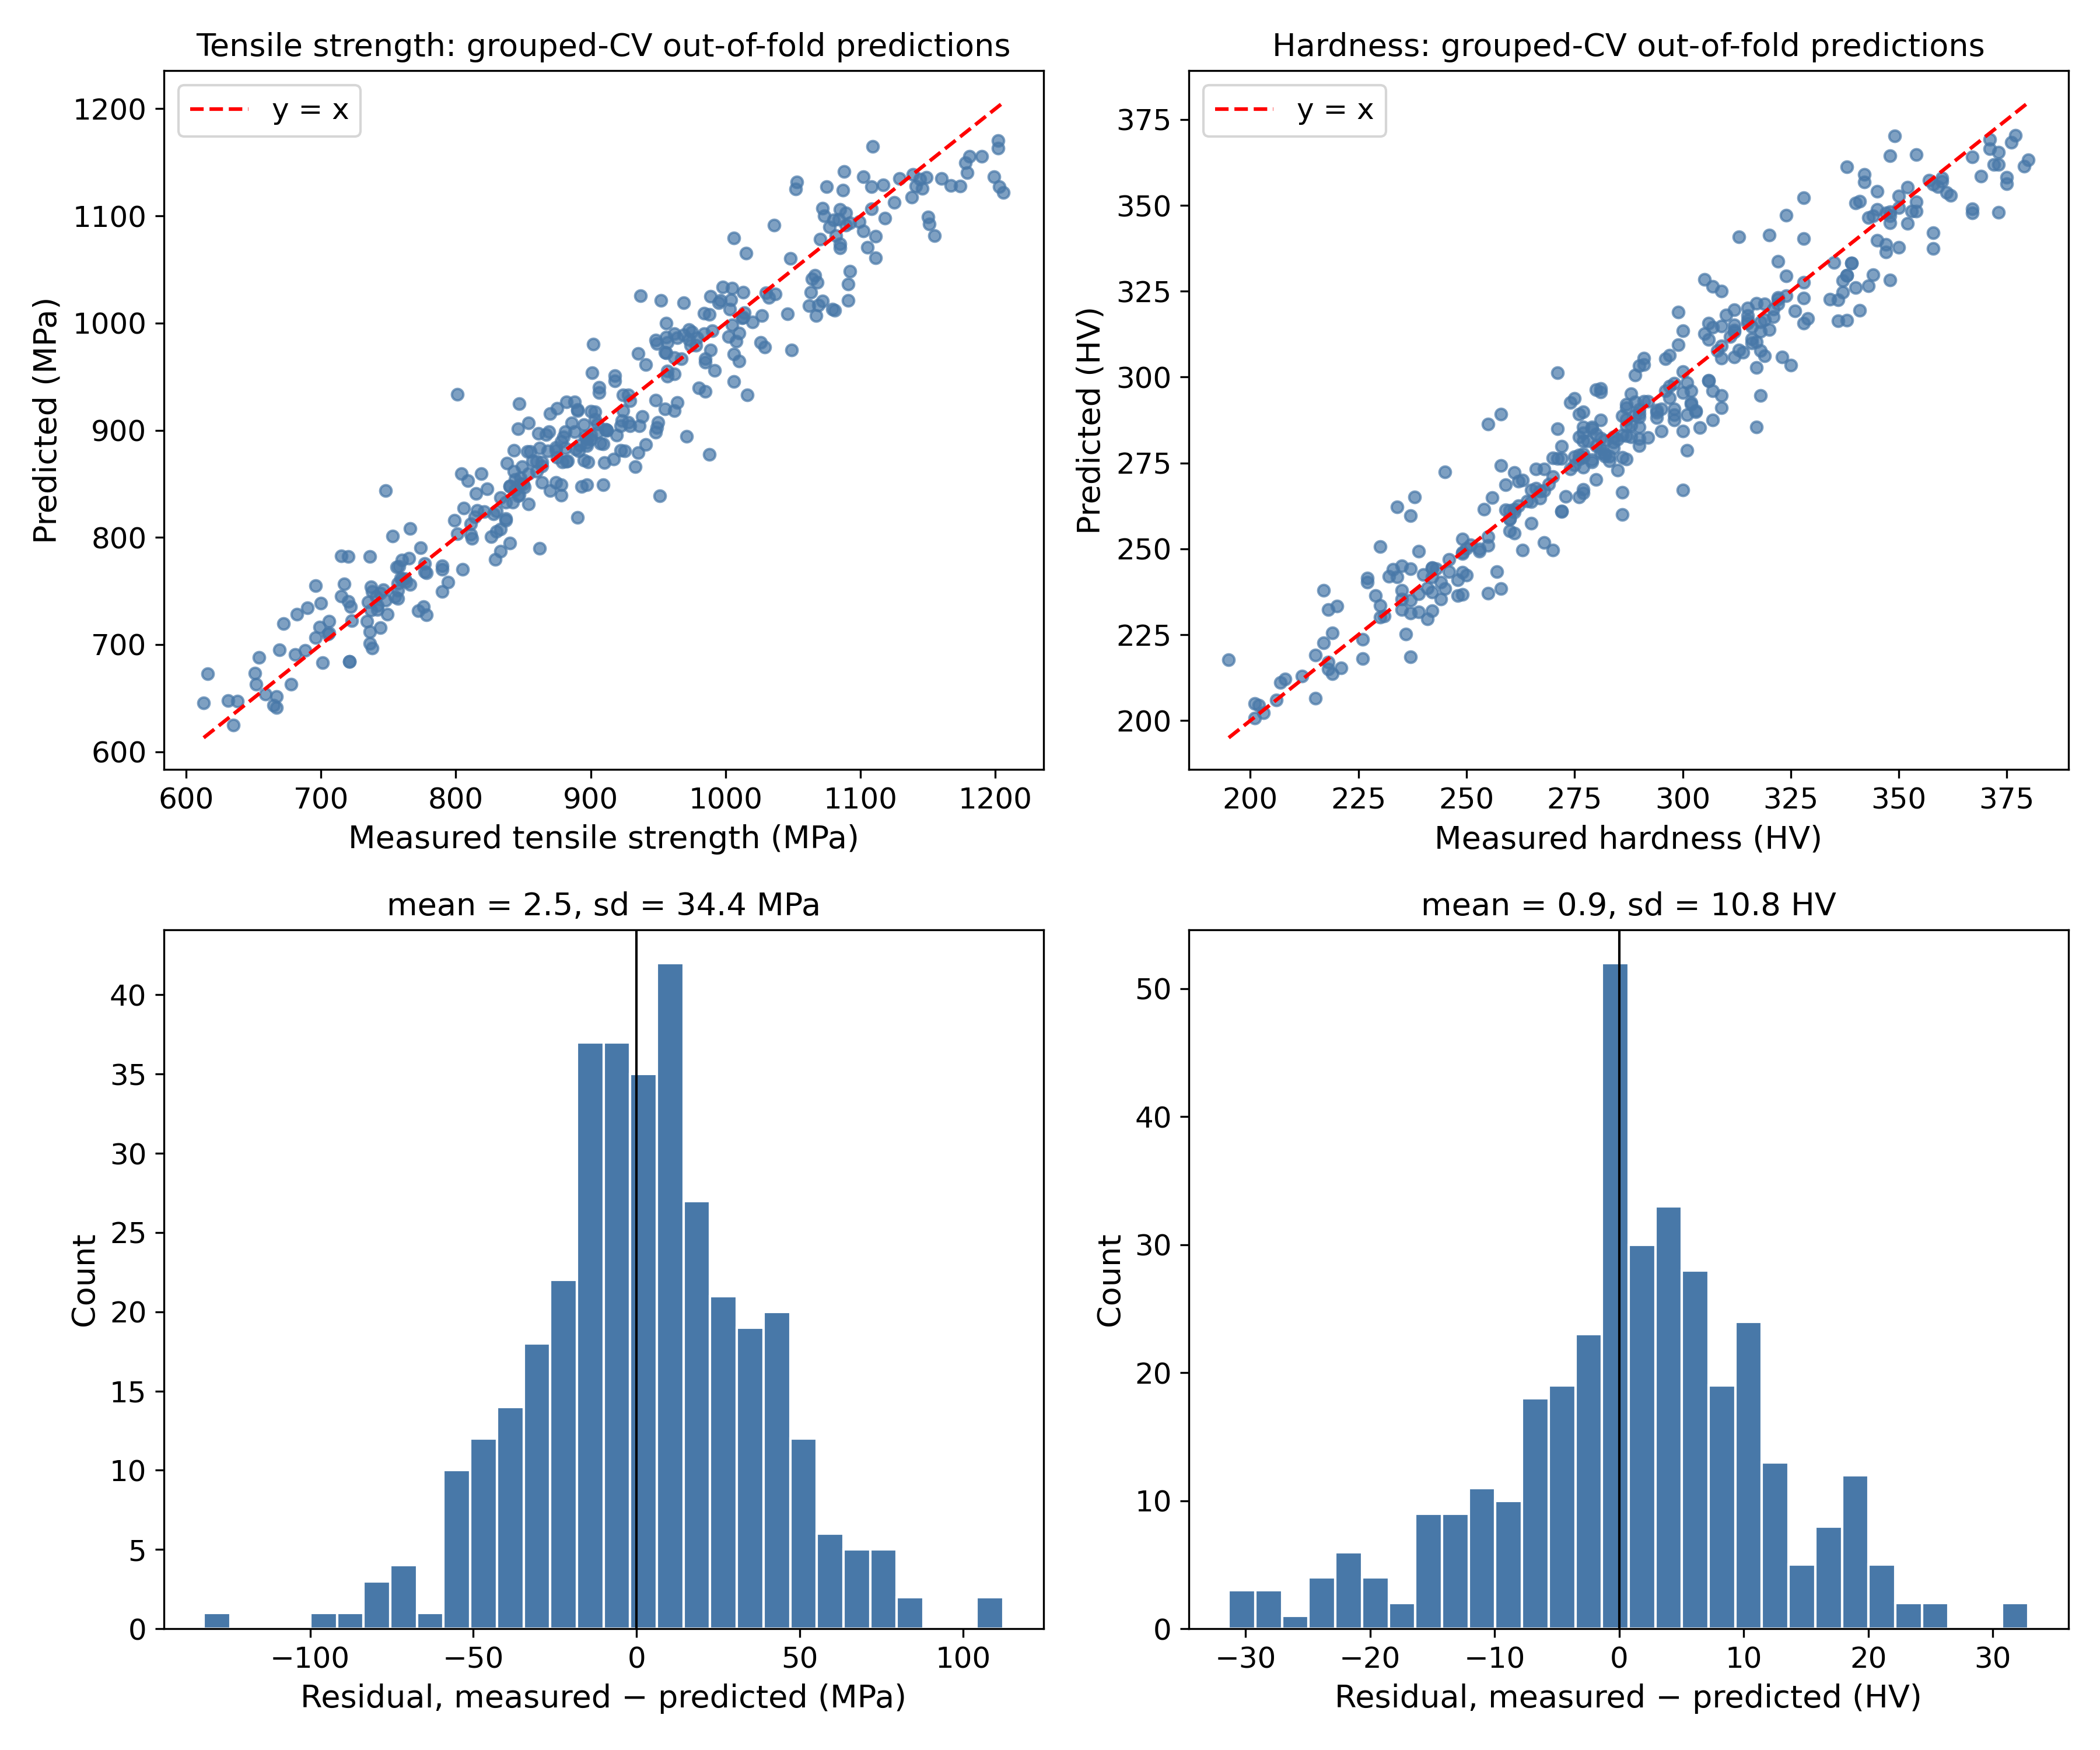 Tensile strength: grouped-CV out-of-fold predictions
y = x
1200
1100
1000
900
800
700
600
Predicted (MPa)
600 700 800 900 1000 1100 1200
Measured tensile strength (MPa)
Hardness: grouped-CV out-of-fold predictions
y = x
375
350
325
300
275
250
225
200
Predicted (HV)
200 225 250 275 300 325 350 375
Measured hardness (HV)
mean = 2.5, sd = 34.4 MPa
40
35
30
25
20
15
10
5
0
Count
−100 −50 0 50 100
Residual, measured − predicted (MPa)
mean = 0.9, sd = 10.8 HV
50
40
30
20
10
0
Count
−30 −20 −10 0 10 20 30
Residual, measured − predicted (HV)